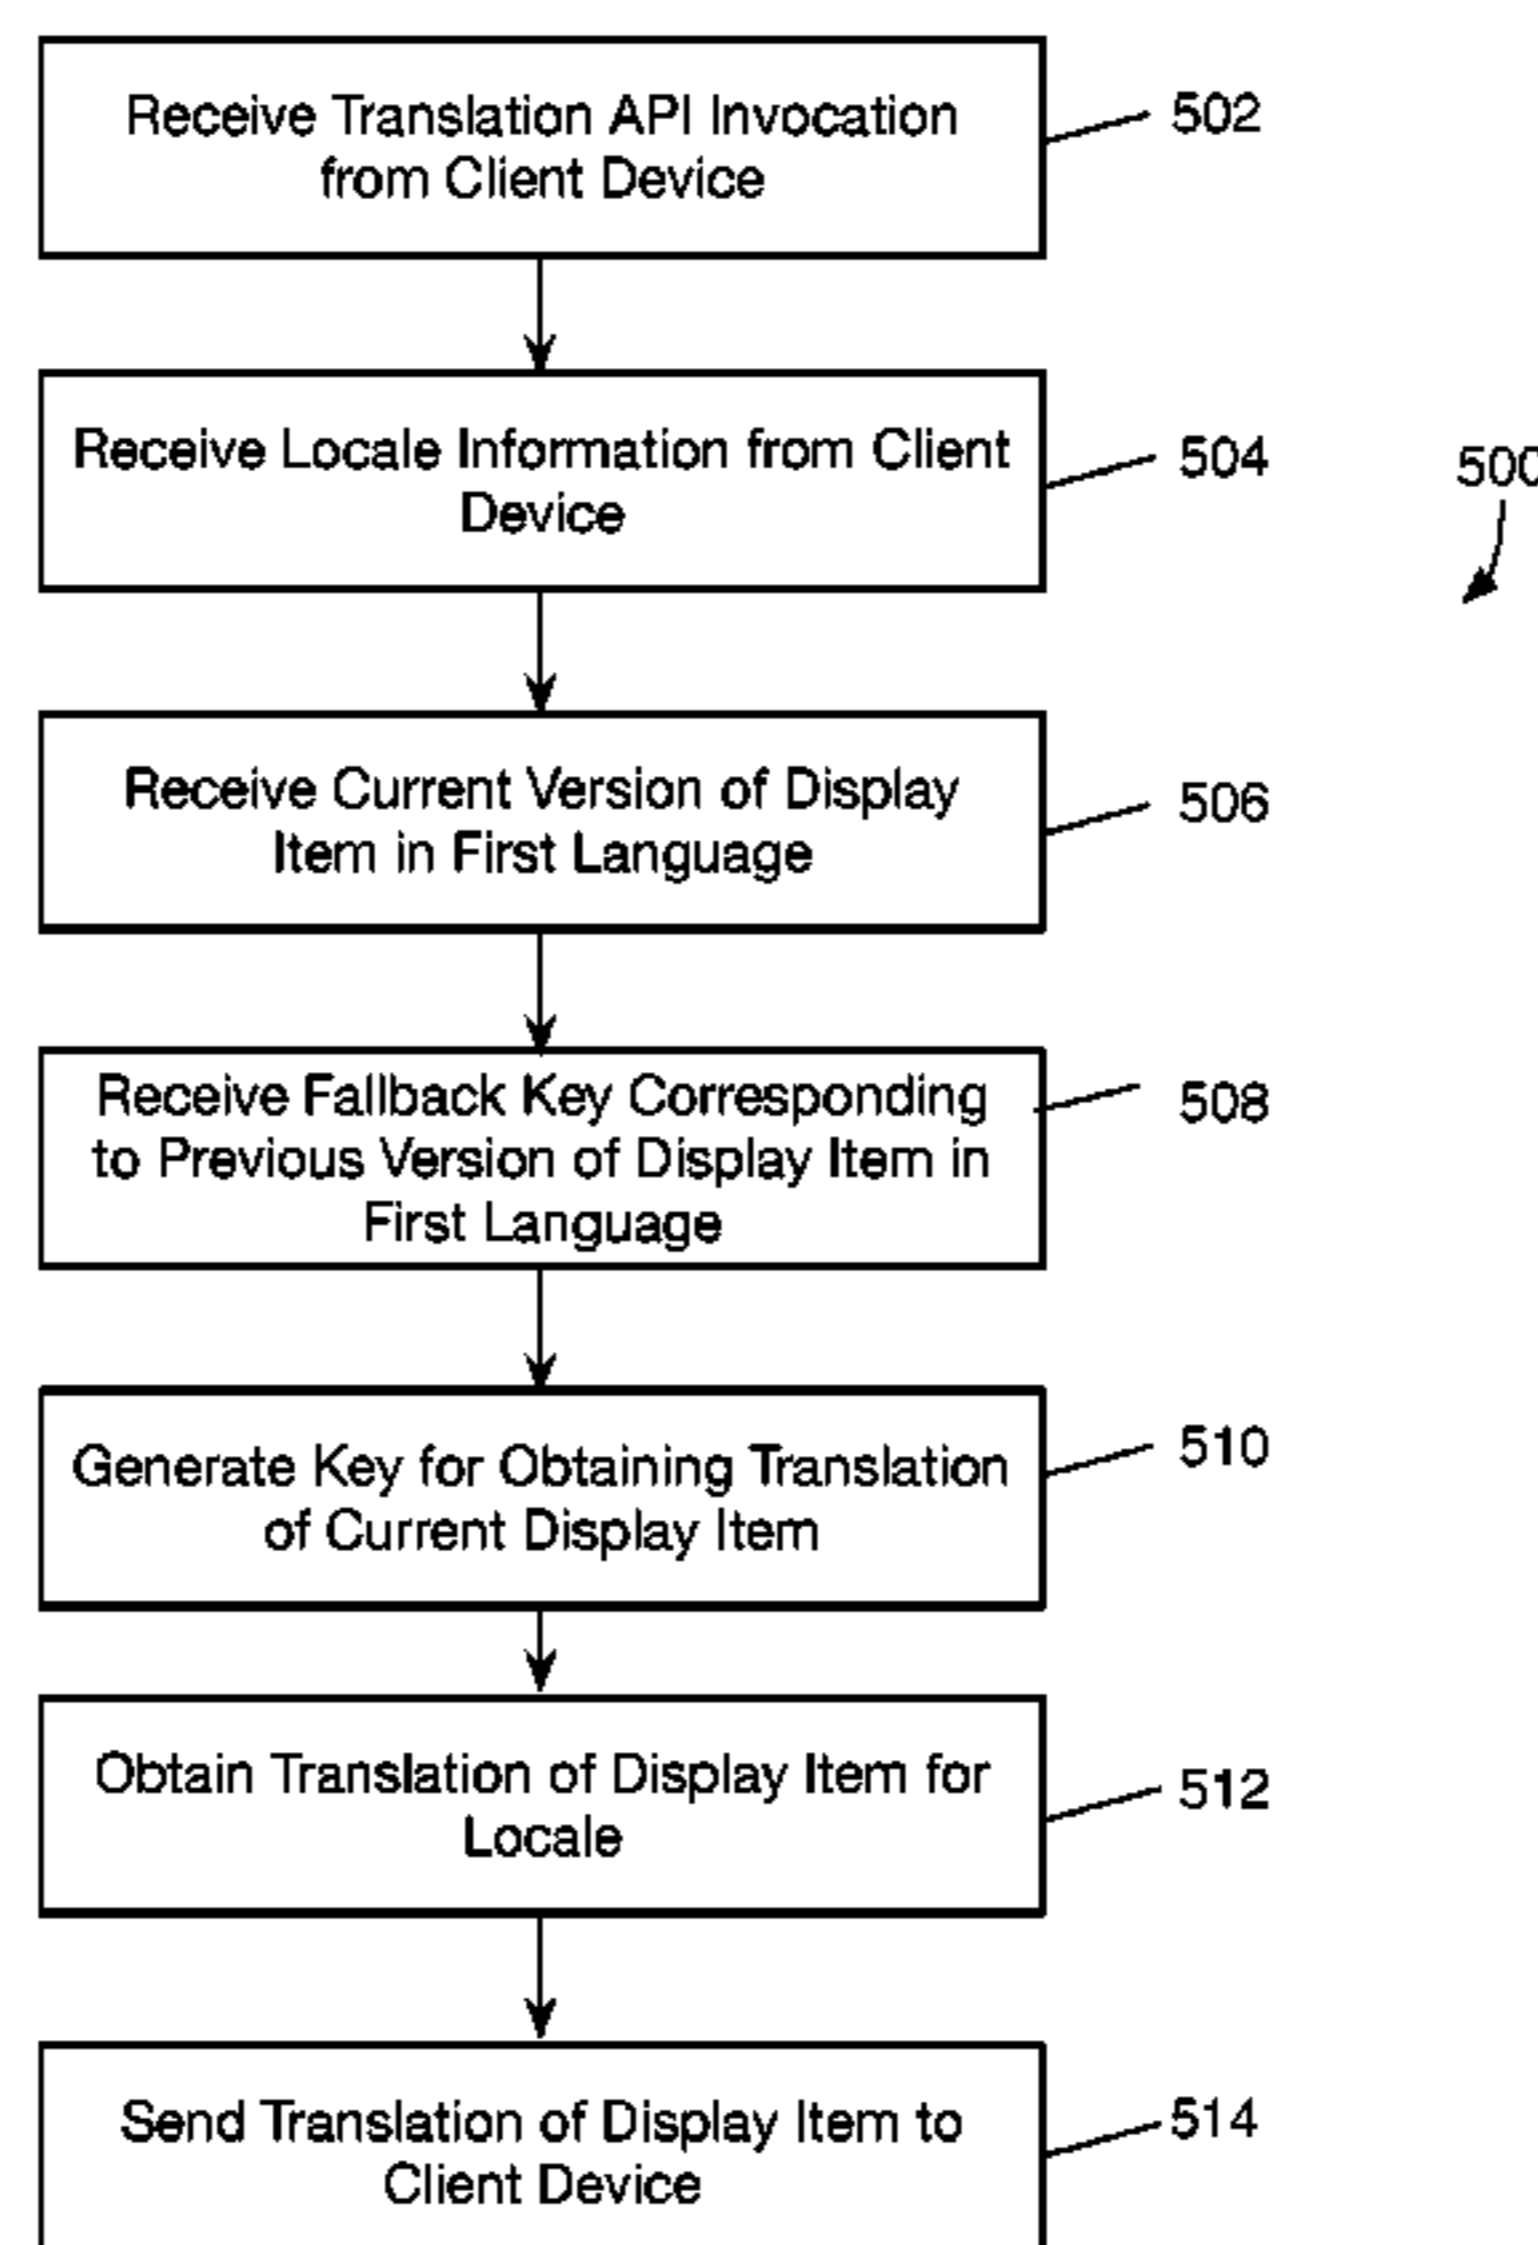 Receive Translation API Invocation
from Client Device
502
Receive Locale Information from Client
Device
504
500
Receive Current Version of Display
Item in First Language
506
Receive Fallback Key Corresponding
to Previous Version of Display Item in
First Language
508
Generate Key for Obtaining Translation
of Current Display Item
510
Obtain Translation of Display Item for
Locale
512
Send Translation of Display Item to
Client Device
514